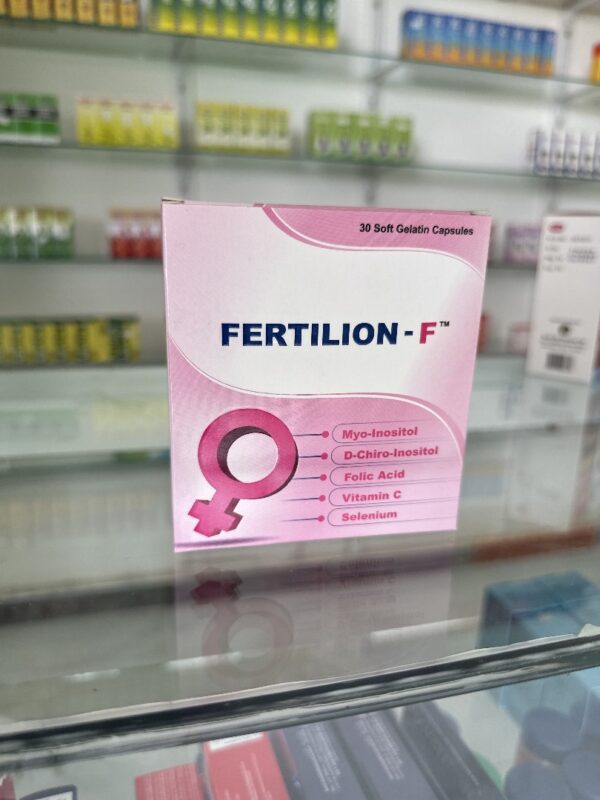 30 Soft Gelatin Capsules
FERTILION - F™
Myo-Inositol
D-Chiro-Inositol
Folic Acid
Vitamin C
Selenium